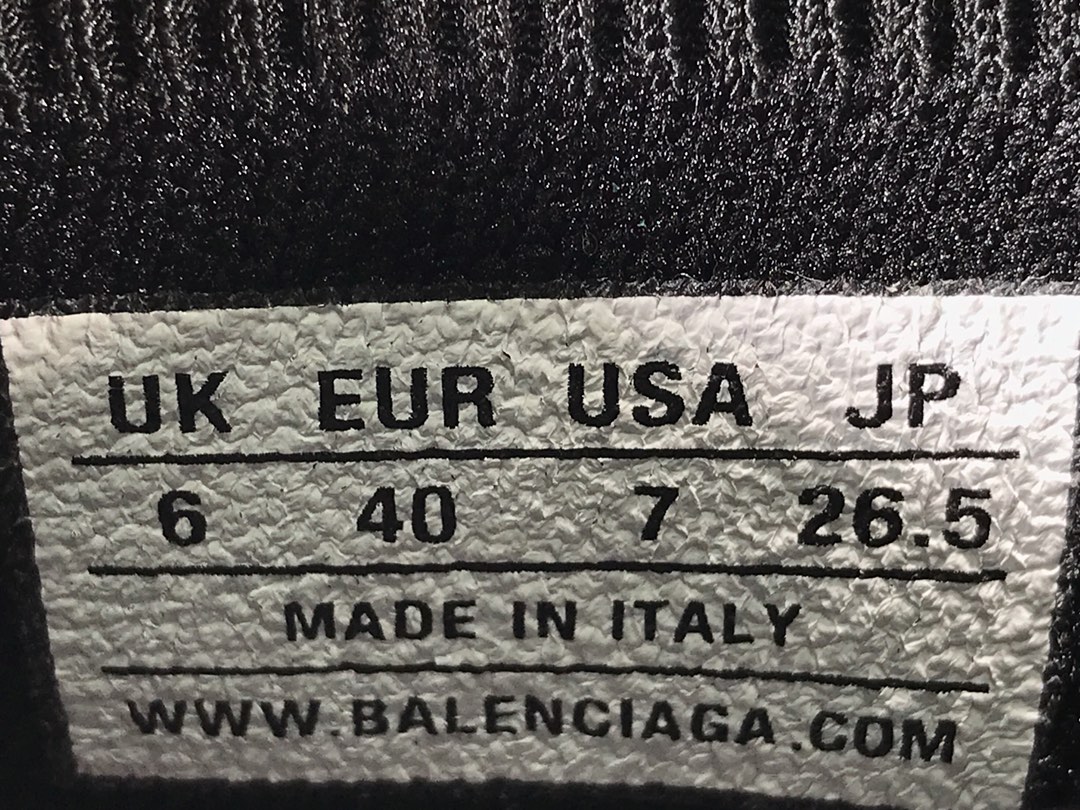 UK EUR USA JP
6 40 7 26.5
MADE IN ITALY
WWW.BALENCIAGA.COM